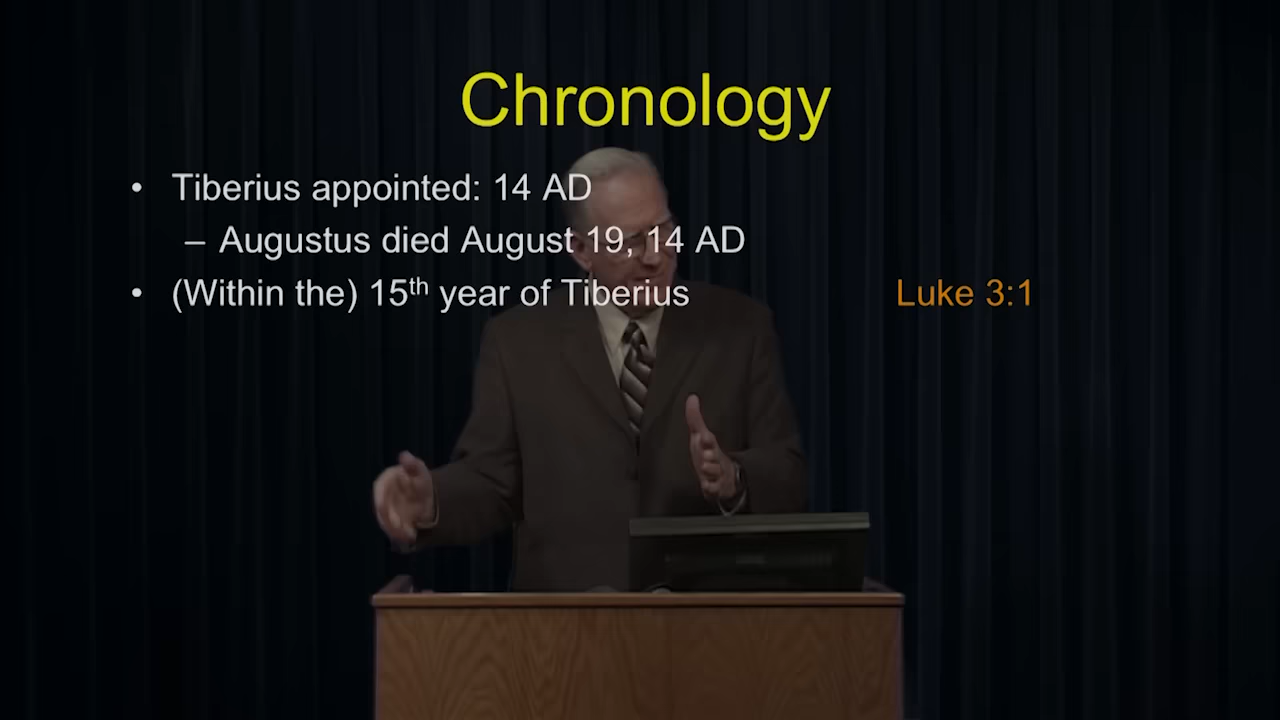 Chronology
• Tiberius appointed: 14 AD
– Augustus died August 19, 14 AD
• (Within the) 15th year of Tiberius Luke 3:1